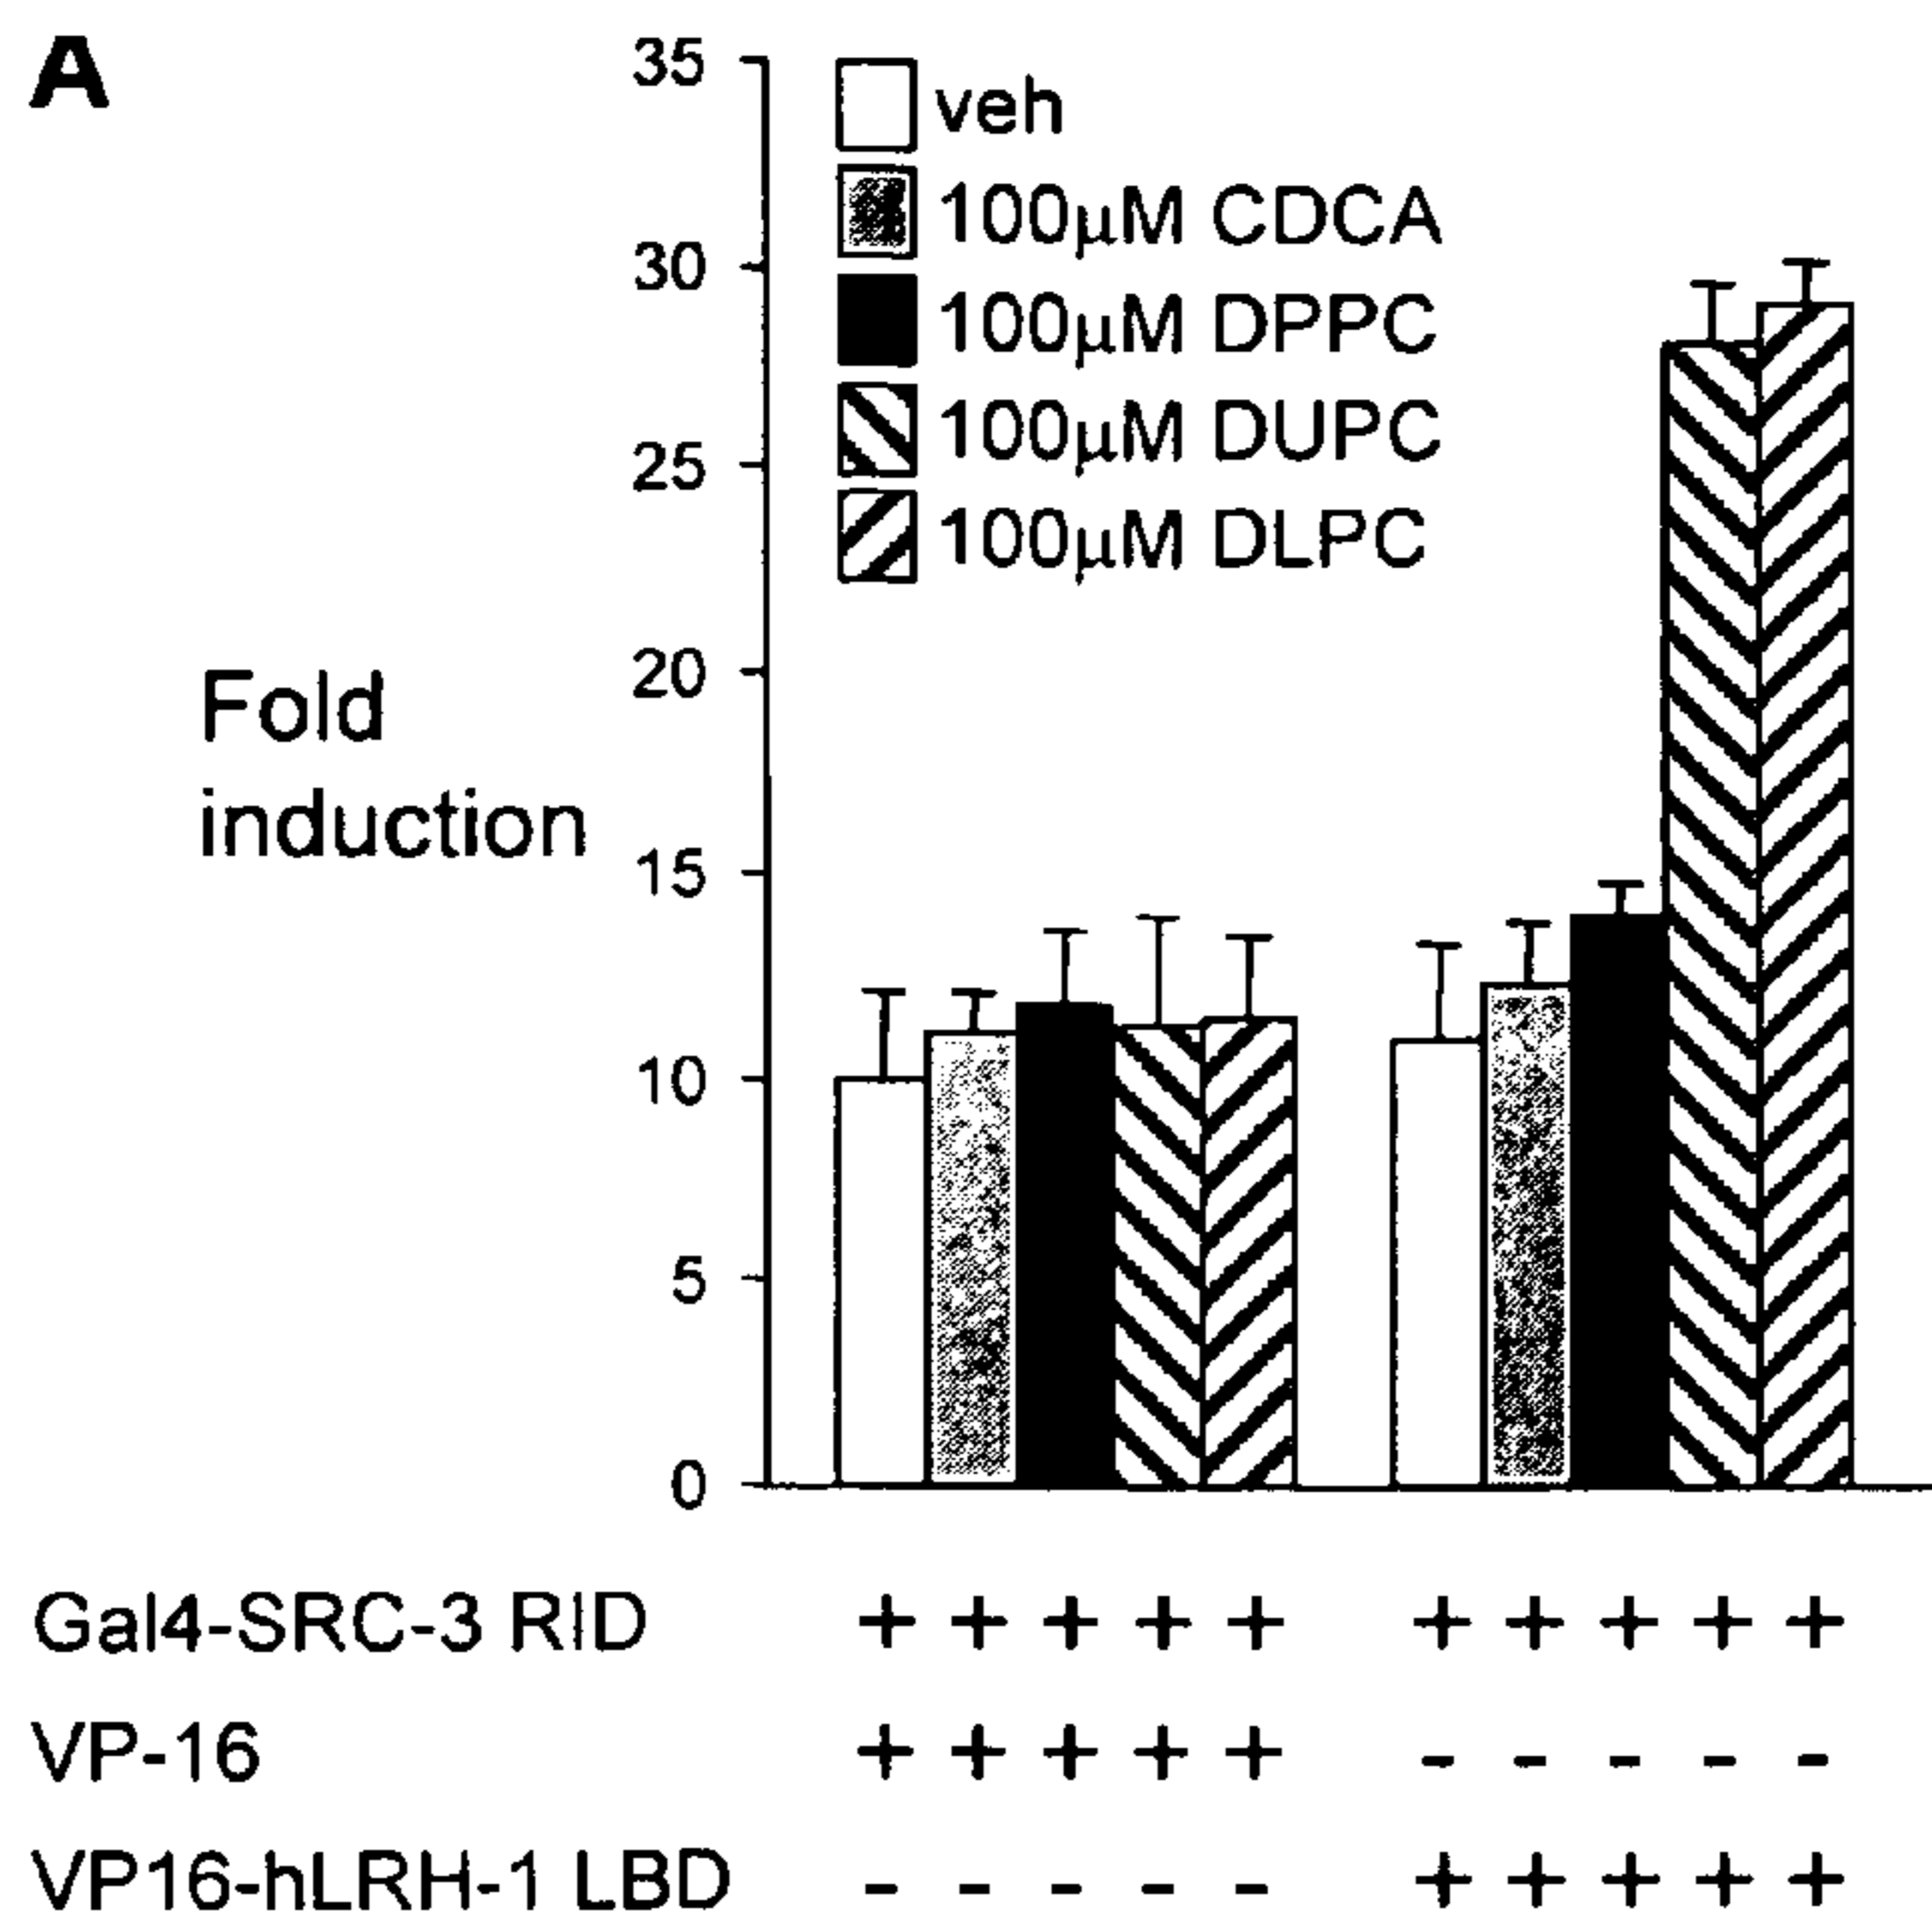 A
35
30
25
20
15
10
5
0
veh
100µM CDCA
100µM DPPC
100µM DUPC
100µM DLPC
Fold
induction
Gal4-SRC-3 RID + + + + + + + + + +
VP-16 + + + + + - - - - -
VP16-hLRH-1 LBD - - - - - + + + + +